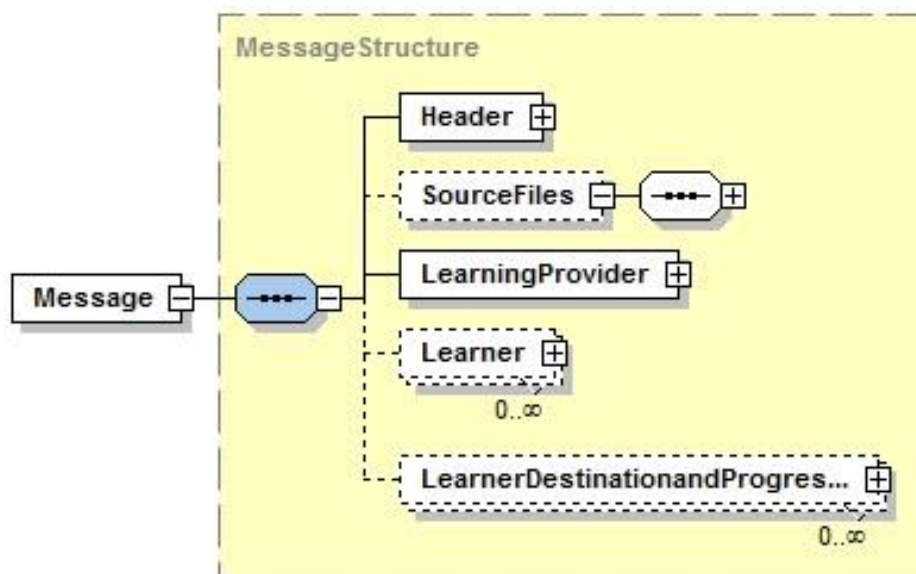 MessageStructure
Header
SourceFiles
LearningProvider
Message
Learner
0..∞
LearnerDestinationandProgres...
0..∞